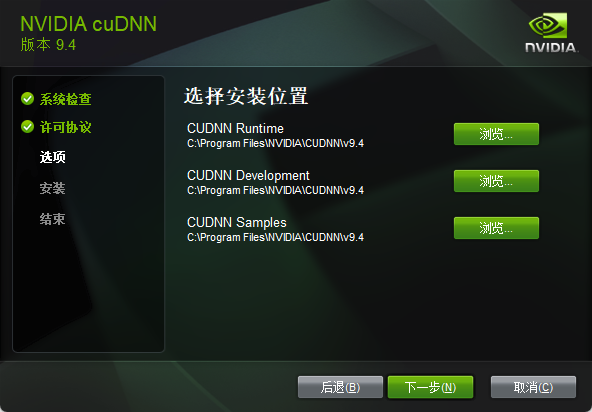 NVIDIA cuDNN
版本 9.4
NVIDIA.
系统检查
许可协议
选项
安装
结束
选择安装位置
CUDNN Runtime
C:\Program Files\NVIDIA\CUDNN\v9.4
浏览...
CUDNN Development
C:\Program Files\NVIDIA\CUDNN\v9.4
浏览...
CUDNN Samples
C:\Program Files\NVIDIA\CUDNN\v9.4
浏览...
后退(B)
下一步(N)
取消(C)